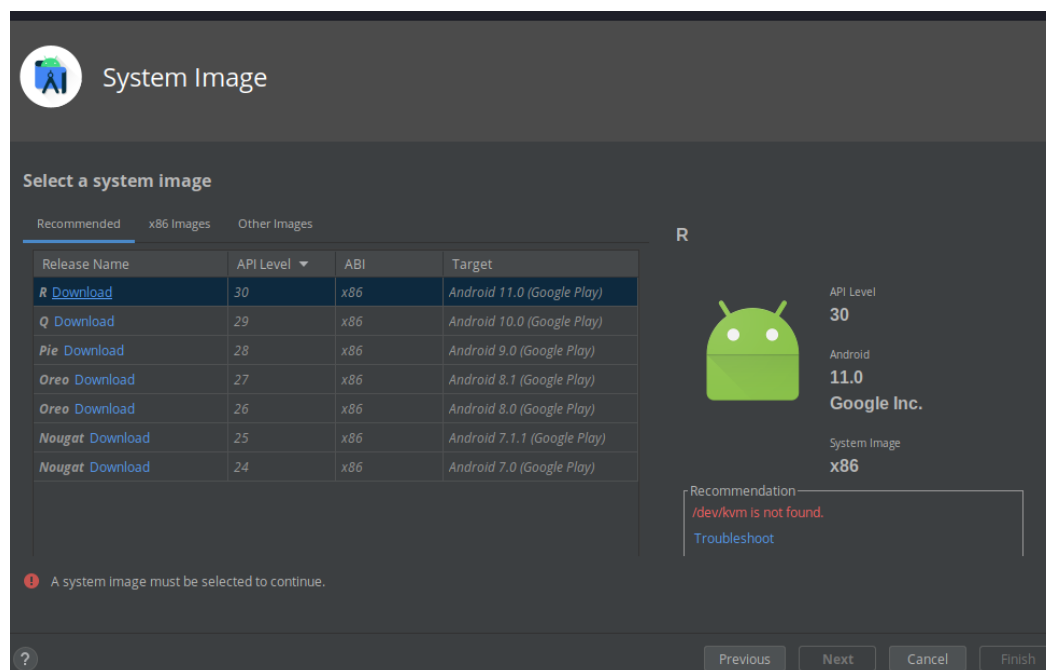 System Image
Select a system image
Recommended x86 Images Other Images
Release Name API Level ABI Target
R Download 30 x86 Android 11.0 (Google Play)
Q Download 29 x86 Android 10.0 (Google Play)
Pie Download 28 x86 Android 9.0 (Google Play)
Oreo Download 27 x86 Android 8.1 (Google Play)
Oreo Download 26 x86 Android 8.0 (Google Play)
Nougat Download 25 x86 Android 7.1.1 (Google Play)
Nougat Download 24 x86 Android 7.0 (Google Play)
R
API Level
30
Android
11.0
Google Inc.
System Image
x86
Recommendation
/dev/kvm is not found.
Troubleshoot
A system image must be selected to continue.
? Previous Next Cancel Finish